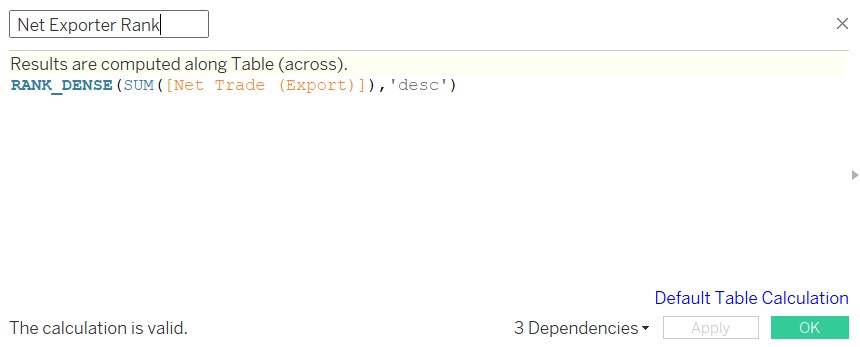 Net Exporter Rank
Results are computed along Table (across).
RANK_DENSE(SUM([Net Trade (Export)]),'desc')
Default Table Calculation
The calculation is valid.
3 Dependencies
Apply
OK